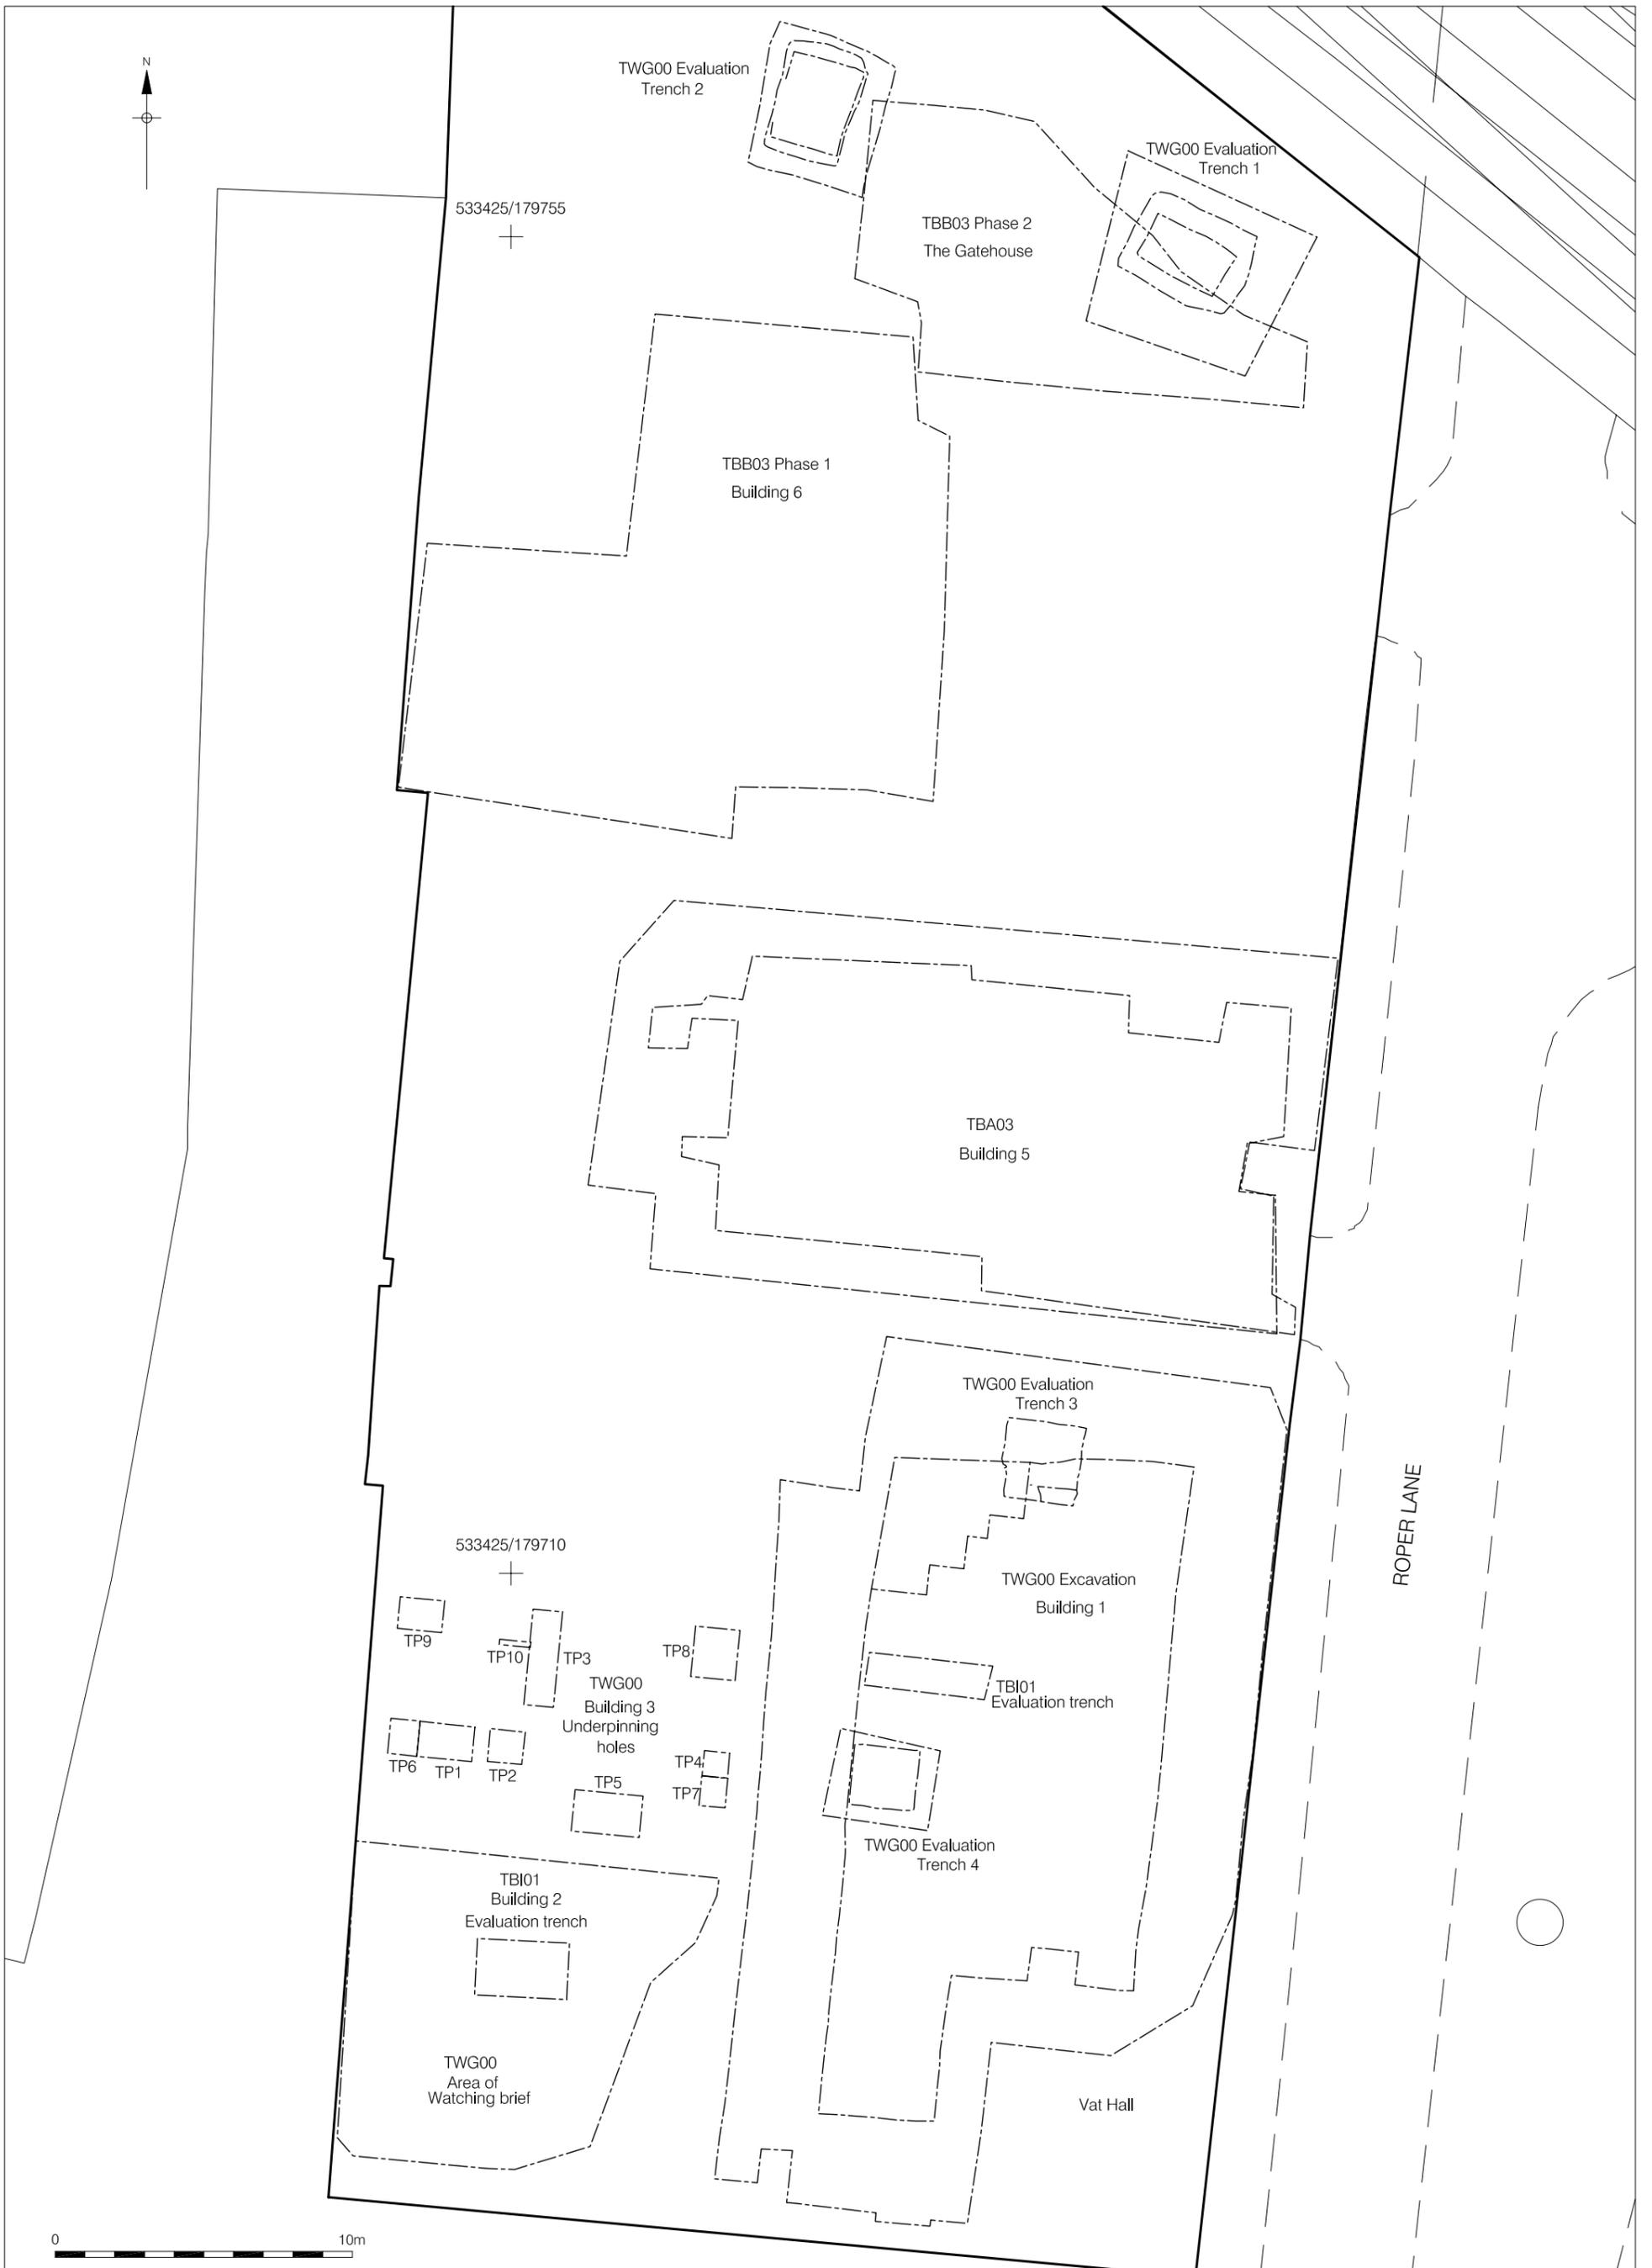 N
TWG00 Evaluation
Trench 2
TWG00 Evaluation
Trench 1
533425/179755
TBB03 Phase 2
The Gatehouse
TBB03 Phase 1
Building 6
TBA03
Building 5
TWG00 Evaluation
Trench 3
ROPER LANE
533425/179710
TWG00 Excavation
Building 1
TP9
TP10
TP3
TP8
TWG00
Building 3
Underpinning
holes
TBI01
Evaluation trench
TP6
TP1
TP2
TP4
TP5
TP7
TWG00 Evaluation
Trench 4
TBI01
Building 2
Evaluation trench
TWG00
Area of
Watching brief
Vat Hall
0
10m